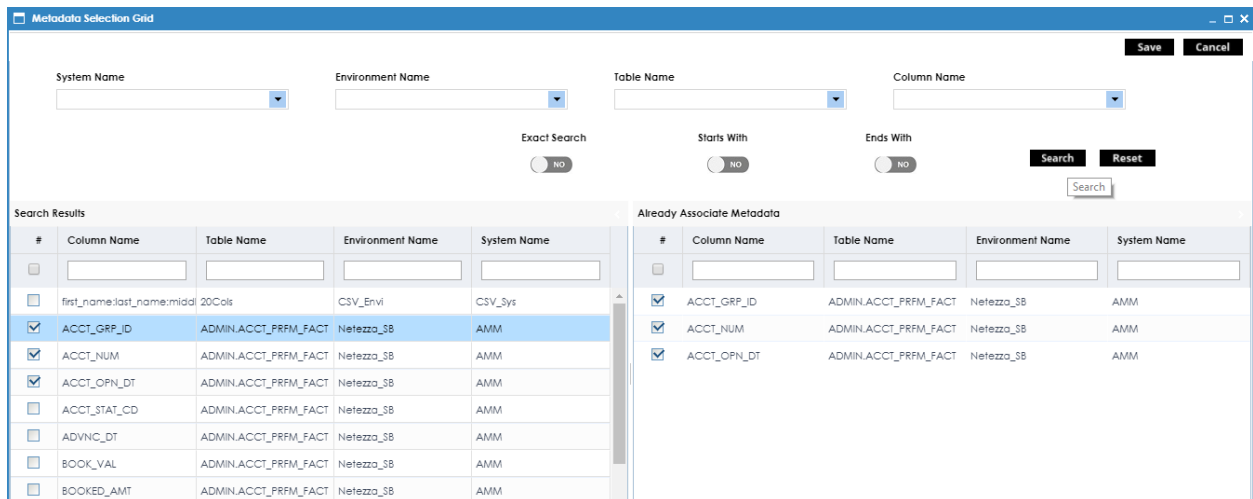 Metadata Selection Grid
Save Cancel
System Name Environment Name Table Name Column Name
Exact Search Starts With Ends With
NO NO NO Search Reset
Search
Search Results Already Associate Metadata
# Column Name Table Name Environment Name System Name # Column Name Table Name Environment Name System Name
first_name:last_name:middl 20Cols CSV_Envi CSV_Sys ACCT_GRP_ID ADMIN.ACCT_PRFM_FACT Netezza_SB AMM
ACCT_GRP_ID ADMIN.ACCT_PRFM_FACT Netezza_SB AMM ACCT_NUM ADMIN.ACCT_PRFM_FACT Netezza_SB AMM
ACCT_NUM ADMIN.ACCT_PRFM_FACT Netezza_SB AMM ACCT_OPN_DT ADMIN.ACCT_PRFM_FACT Netezza_SB AMM
ACCT_OPN_DT ADMIN.ACCT_PRFM_FACT Netezza_SB AMM
ACCT_STAT_CD ADMIN.ACCT_PRFM_FACT Netezza_SB AMM
ADVNC_DT ADMIN.ACCT_PRFM_FACT Netezza_SB AMM
BOOK_VAL ADMIN.ACCT_PRFM_FACT Netezza_SB AMM
BOOKED_AMT ADMIN.ACCT_PRFM_FACT Netezza_SB AMM